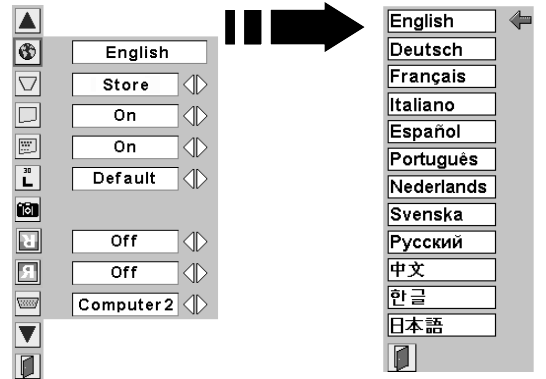 English
Store
On
On
Default
Off
Off
Computer2
English
Deutsch
Français
Italiano
Español
Português
Nederlands
Svenska
Русский
中文
한글
日本語
30
L
R
R